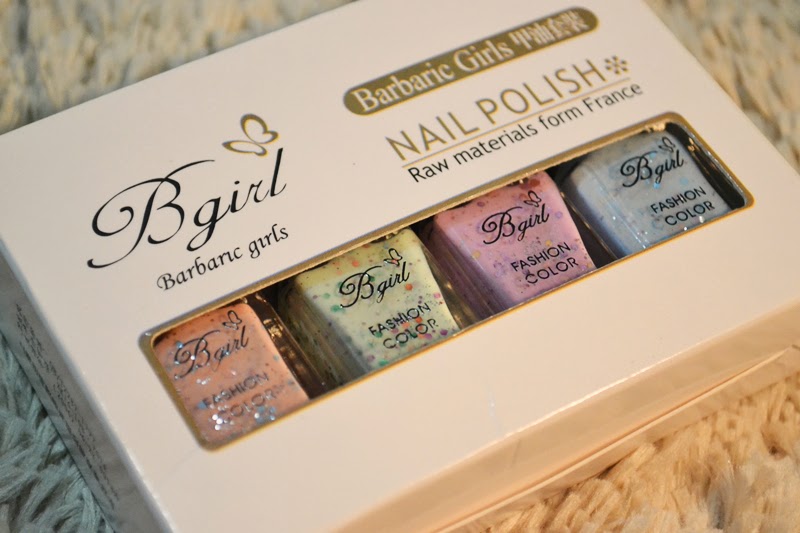 Barbaric Girls 甲油套装
NAIL POLISH
Raw materials form France
Bgirl
Barbaric girls
Bgirl
FASHION
COLOR
Bgirl
FASHION
COLOR
Bgirl
FASHION
COLOR
Bgirl
FASHION
COLOR